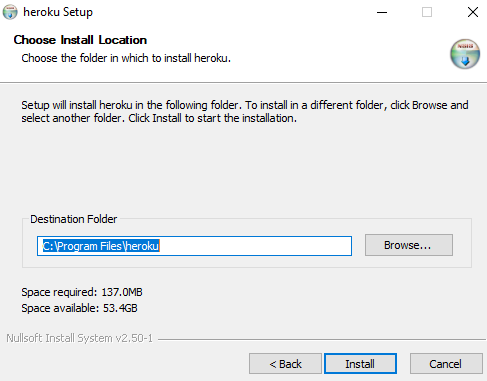 heroku Setup
Choose Install Location
Choose the folder in which to install heroku.
Setup will install heroku in the following folder. To install in a different folder, click Browse and
select another folder. Click Install to start the installation.
Destination Folder
C:\Program Files\heroku
Browse...
Space required: 137.0MB
Space available: 53.4GB
Nullsoft Install System v2.50-1
< Back
Install
Cancel